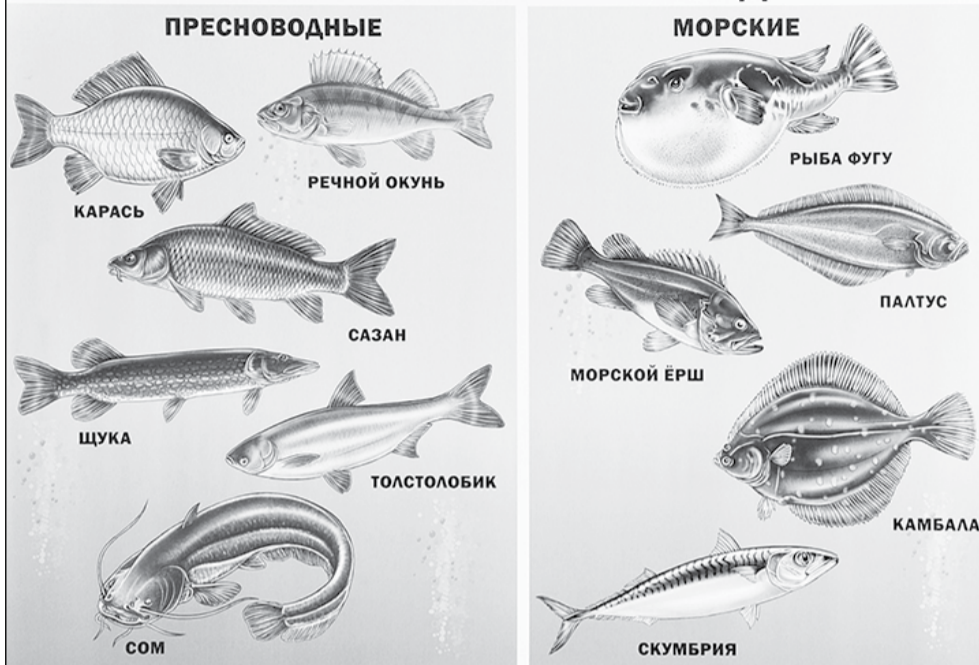 ПРЕСНОВОДНЫЕ
КАРАСЬ
РЕЧНОЙ ОКУНЬ
САЗАН
ЩУКА
ТОЛСТОЛОБИК
СОМ
МОРСКИЕ
РЫБА ФУГУ
ПАЛТУС
МОРСКОЙ ЁРШ
КАМБАЛА
СКУМБРИЯ